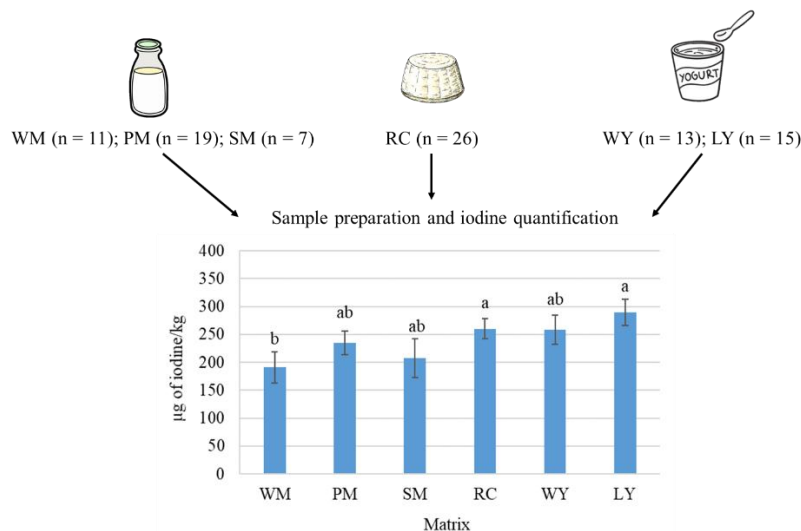 YOGURT
WM (n = 11); PM (n = 19); SM (n = 7)
RC (n = 26)
WY (n = 13); LY (n = 15)
Sample preparation and iodine quantification
µg of iodine/kg
400
350
300
250
200
150
100
50
0
b
ab
ab
a
ab
a
WM
PM
SM
RC
WY
LY
Matrix